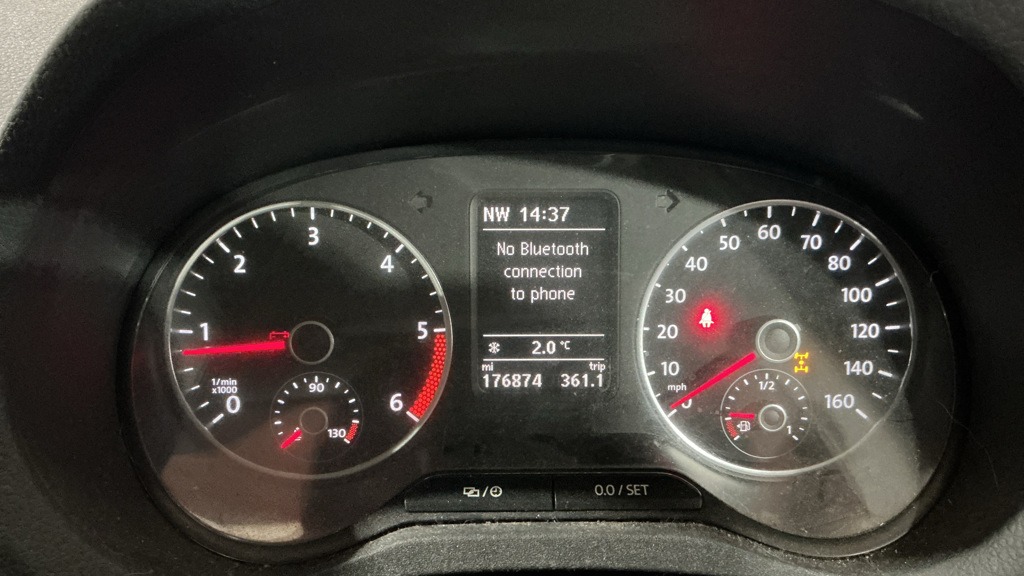 NW 14:37
No Bluetooth
connection
to phone
2.0 °C
mi trip
176874 361.1
0 1 2 3 4 5 6
1/min
x1000
90
130
0 10 20 30 40 50 60 70 80 100 120 140 160
mph
1/2
1
0.0 / SET